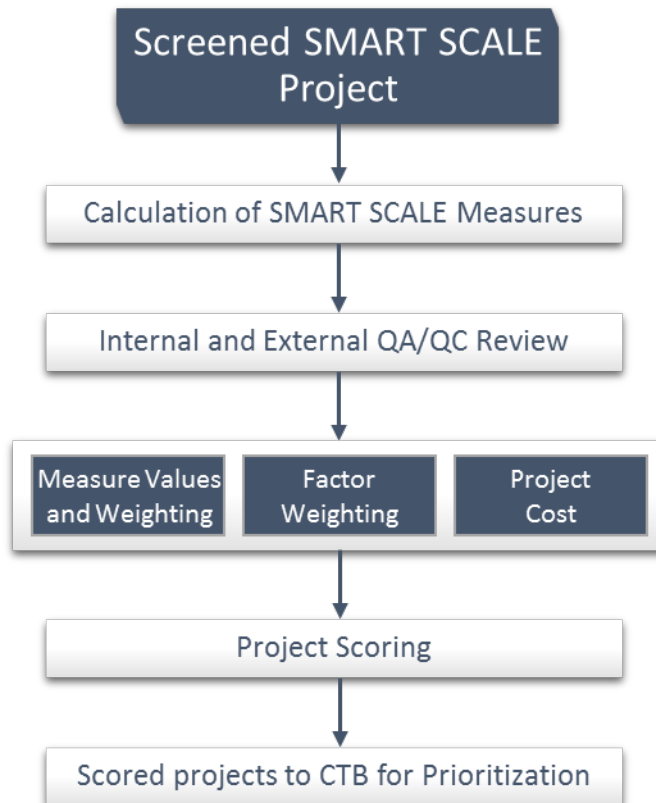 Screened SMART SCALE
Project
Calculation of SMART SCALE Measures
Internal and External QA/QC Review
Measure Values
and Weighting
Factor
Weighting
Project
Cost
Project Scoring
Scored projects to CTB for Prioritization